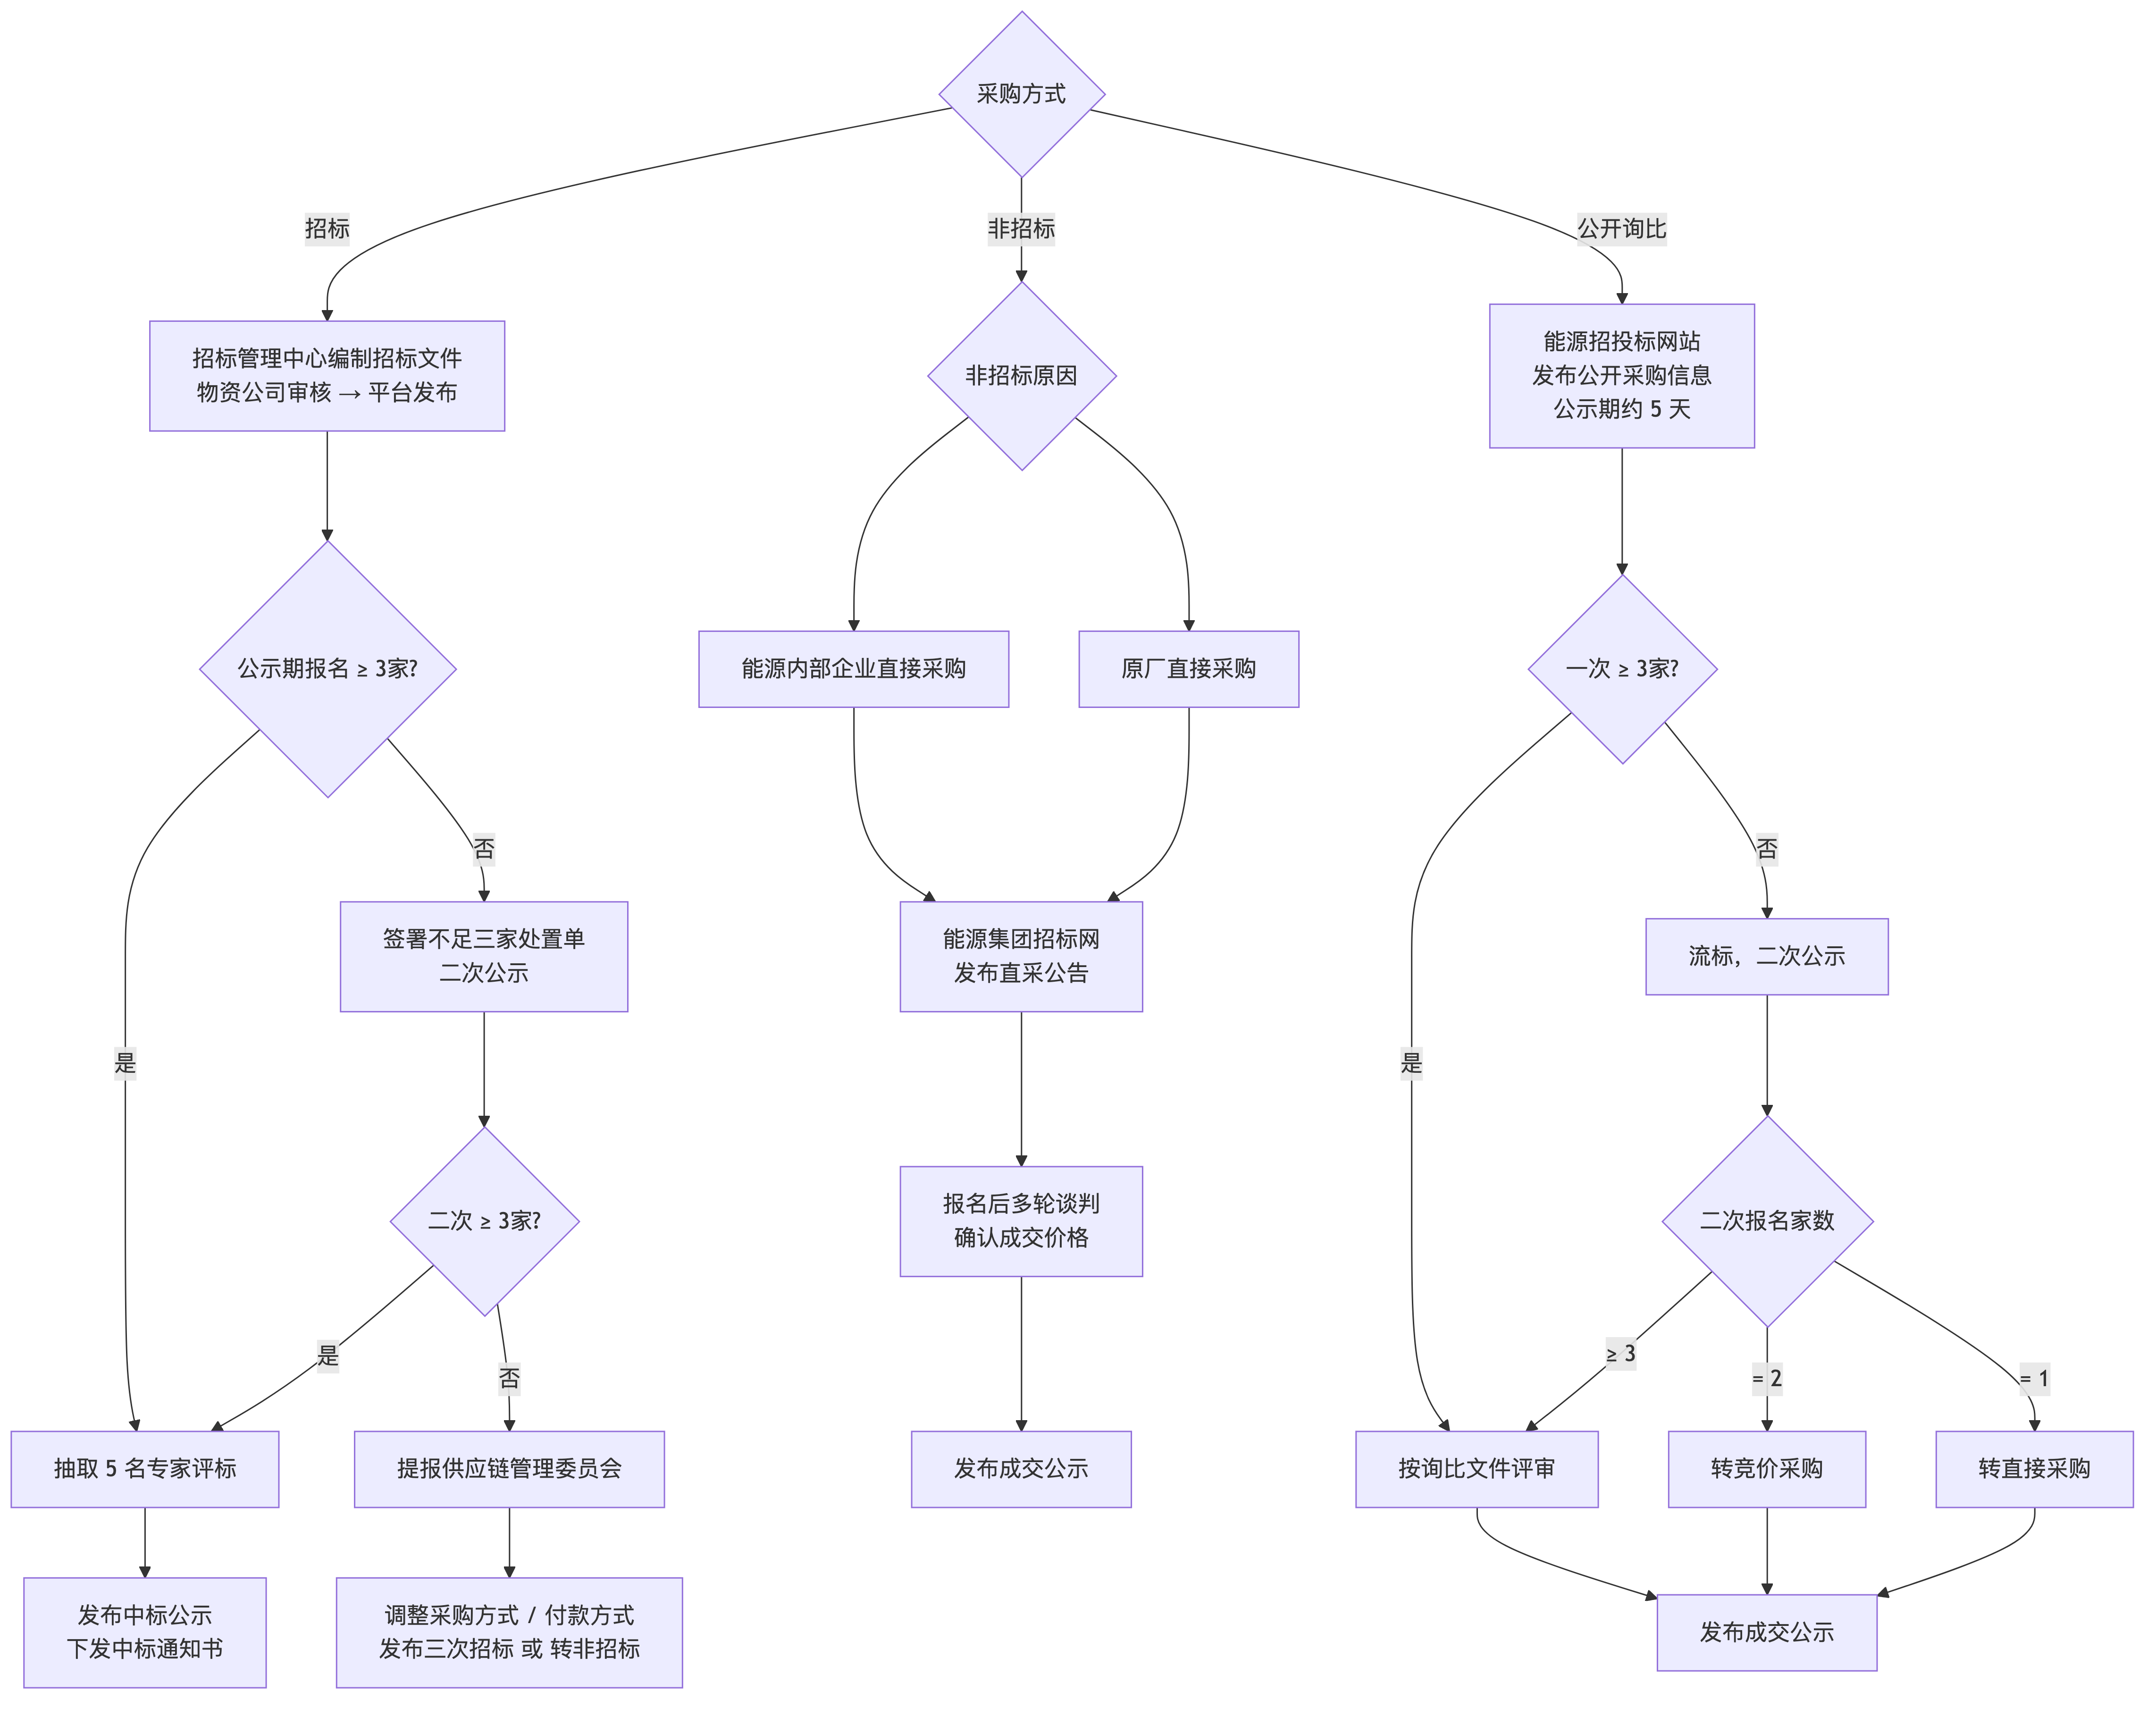 采购方式
招标
非招标
公开询比
招标管理中心编制招标文件
物资公司审核 → 平台发布
非招标原因
能源招投标网站
发布公开采购信息
公示期约 5 天
公示期报名 ≥ 3家?
能源内部企业直接采购
原厂直接采购
一次 ≥ 3家?
否
否
签署不足三家处置单
二次公示
能源集团招标网
发布直采公告
流标，二次公示
是
是
二次 ≥ 3家?
报名后多轮谈判
确认成交价格
二次报名家数
是
否
≥ 3
= 2
= 1
抽取 5 名专家评标
提报供应链管理委员会
发布成交公示
按询比文件评审
转竞价采购
转直接采购
发布中标公示
下发中标通知书
调整采购方式 / 付款方式
发布三次招标 或 转非招标
发布成交公示